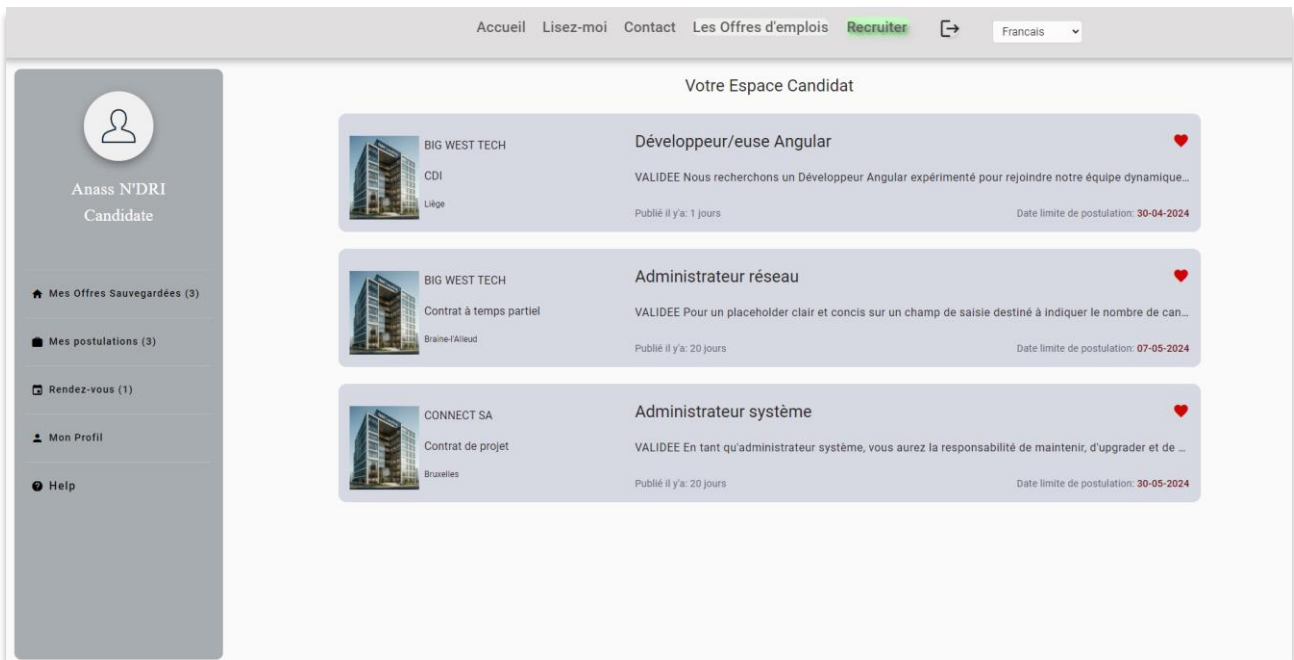 Accueil Lisez-moi Contact Les Offres d'emplois Recruiter Francais
Anass N'DRI
Candidate
Mes Offres Sauvegardées (3)
Mes postulations (3)
Rendez-vous (1)
Mon Profil
Help
Votre Espace Candidat
BIG WEST TECH
CDI
Liège
Développeur/euse Angular
VALIDEE Nous recherchons un Développeur Angular expérimenté pour rejoindre notre équipe dynamique...
Publié il y'a: 1 jours Date limite de postulation: 30-04-2024
BIG WEST TECH
Contrat à temps partiel
Braine-l'Alleud
Administrateur réseau
VALIDEE Pour un placeholder clair et concis sur un champ de saisie destiné à indiquer le nombre de can...
Publié il y'a: 20 jours Date limite de postulation: 07-05-2024
CONNECT SA
Contrat de projet
Bruxelles
Administrateur système
VALIDEE En tant qu'administrateur système, vous aurez la responsabilité de maintenir, d'upgrader et de ...
Publié il y'a: 20 jours Date limite de postulation: 30-05-2024